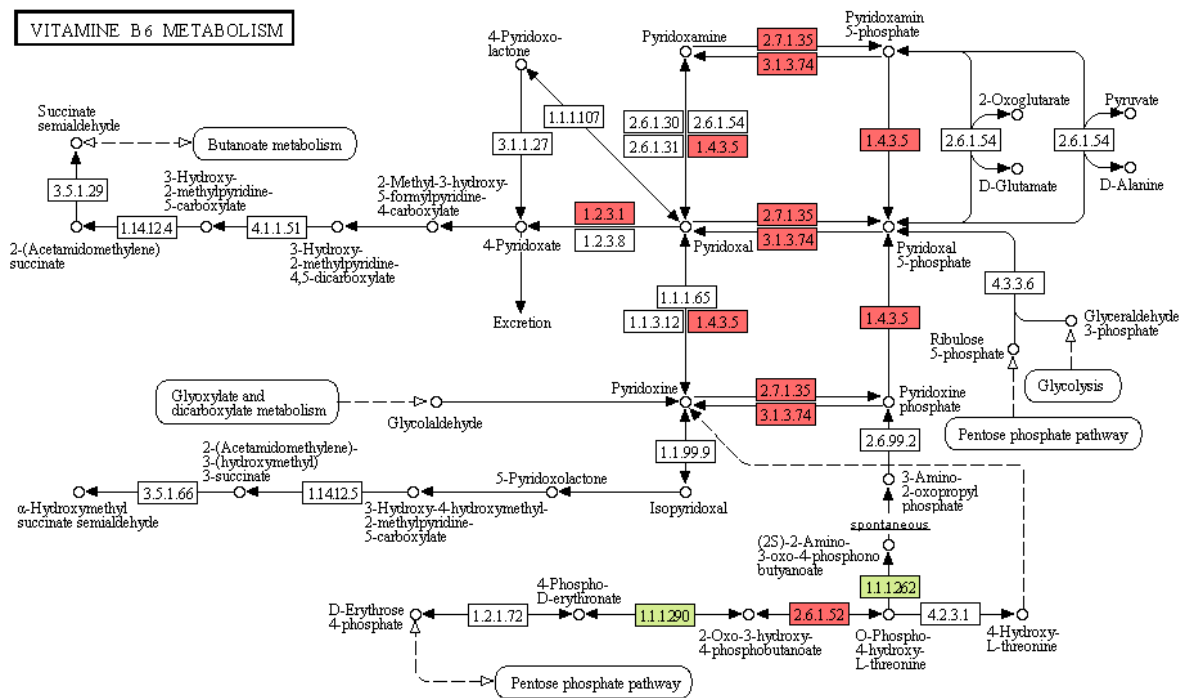 VITAMINE B6 METABOLISM
4-Pyridoxo-
lactone
Pyridoxamine
2.7.1.35
3.1.3.74
Pyridoxamin
5-phosphate
Succinate
semialdehyde
Butanoate metabolism
1.1.1.107
3.1.1.27
2.6.1.30
2.6.1.54
2.6.1.31
1.4.3.5
1.4.3.5
2-Oxoglutarate
2.6.1.54
D-Glutamate
Pyruvate
2.6.1.54
D-Alanine
3.5.1.29
3-Hydroxy-
2-methylpyridine-
5-carboxylate
2-Methyl-3-hydroxy-
5-formylpyridine-
4-carboxylate
1.14.12.4
4.1.1.51
1.2.3.1
1.2.3.8
2.7.1.35
3.1.3.74
2-(Acetamidomethylene)
succinate
3-Hydroxy-
2-methylpyridine-
4,5-dicarboxylate
4-Pyridoxate
Pyridoxal
Pyridoxal
5-phosphate
Excretion
1.1.1.65
1.1.3.12
1.4.3.5
1.4.3.5
4.3.3.6
Glyceraldehyde
3-phosphate
Ribulose
5-phosphate
Glycolysis
Glyoxylate and
dicarboxylate metabolism
Glycolaldehyde
Pyridoxine
2.7.1.35
3.1.3.74
Pyridoxine
phosphate
Pentose phosphate pathway
1.1.99.9
2.6.99.2
2-(Acetamidomethylene)-
3-(hydroxymethyl)
3-succinate
5-Pyridoxolactone
3-Amino-
2-oxopropyl
phosphate
3.5.1.66
1.14.12.5
α-Hydroxymethyl
succinate semialdehyde
3-Hydroxy-4-hydroxymethyl-
2-methylpyridine-
5-carboxylate
Isopyridoxal
spontaneous
(2S)-2-Amino-
3-oxo-4-phosphono
butyanoate
1.1.1.262
D-Erythrose
4-phosphate
1.2.1.72
4-Phospho-
D-erythronate
1.1.1.290
2-Oxo-3-hydroxy-
4-phosphobutanoate
2.6.1.52
O-Phospho-
4-hydroxy-
L-threonine
4.2.3.1
4-Hydroxy-
L-threonine
Pentose phosphate pathway